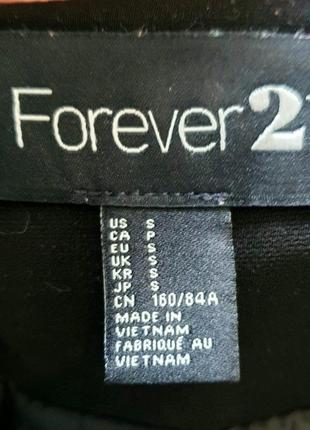 Forever 21
US S
CA P
EU S
UK S
KR S
JP S
CN 160/84A
MADE IN
VIETNAM
FABRIQUÉ AU
VIETNAM